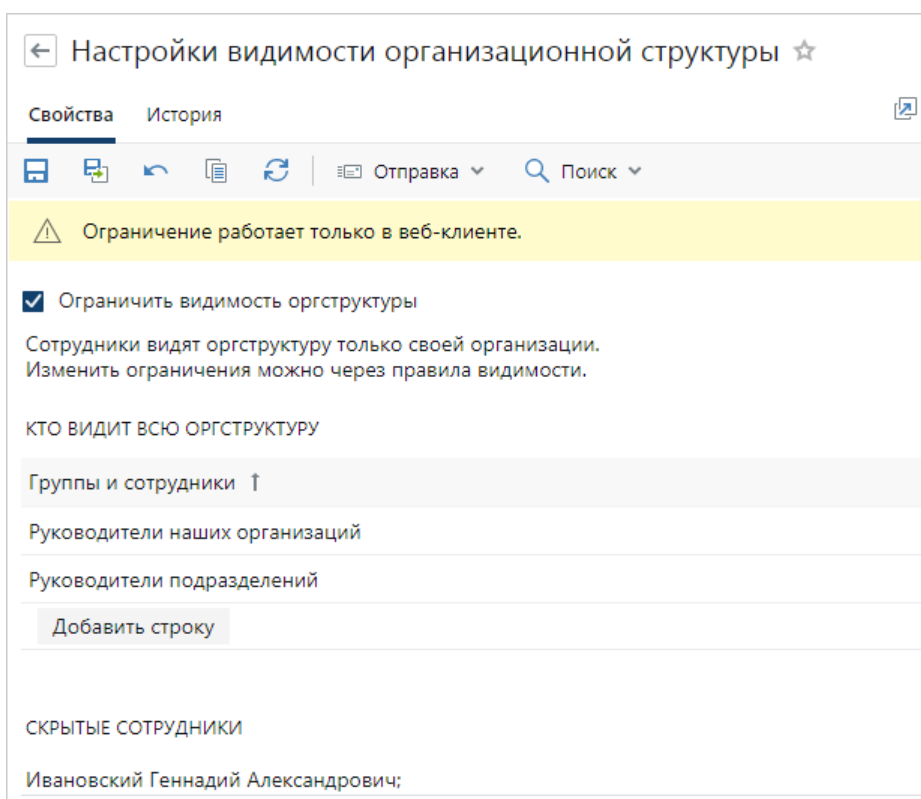 Настройки видимости организационной структуры
Свойства История
Отправка Поиск
Ограничение работает только в веб-клиенте.
Ограничить видимость оргструктуры
Сотрудники видят оргструктуру только своей организации.
Изменить ограничения можно через правила видимости.
КТО ВИДИТ ВСЮ ОРГСТРУКТУРУ
Группы и сотрудники ↑
Руководители наших организаций
Руководители подразделений
Добавить строку
СКРЫТЫЕ СОТРУДНИКИ
Ивановский Геннадий Александрович;